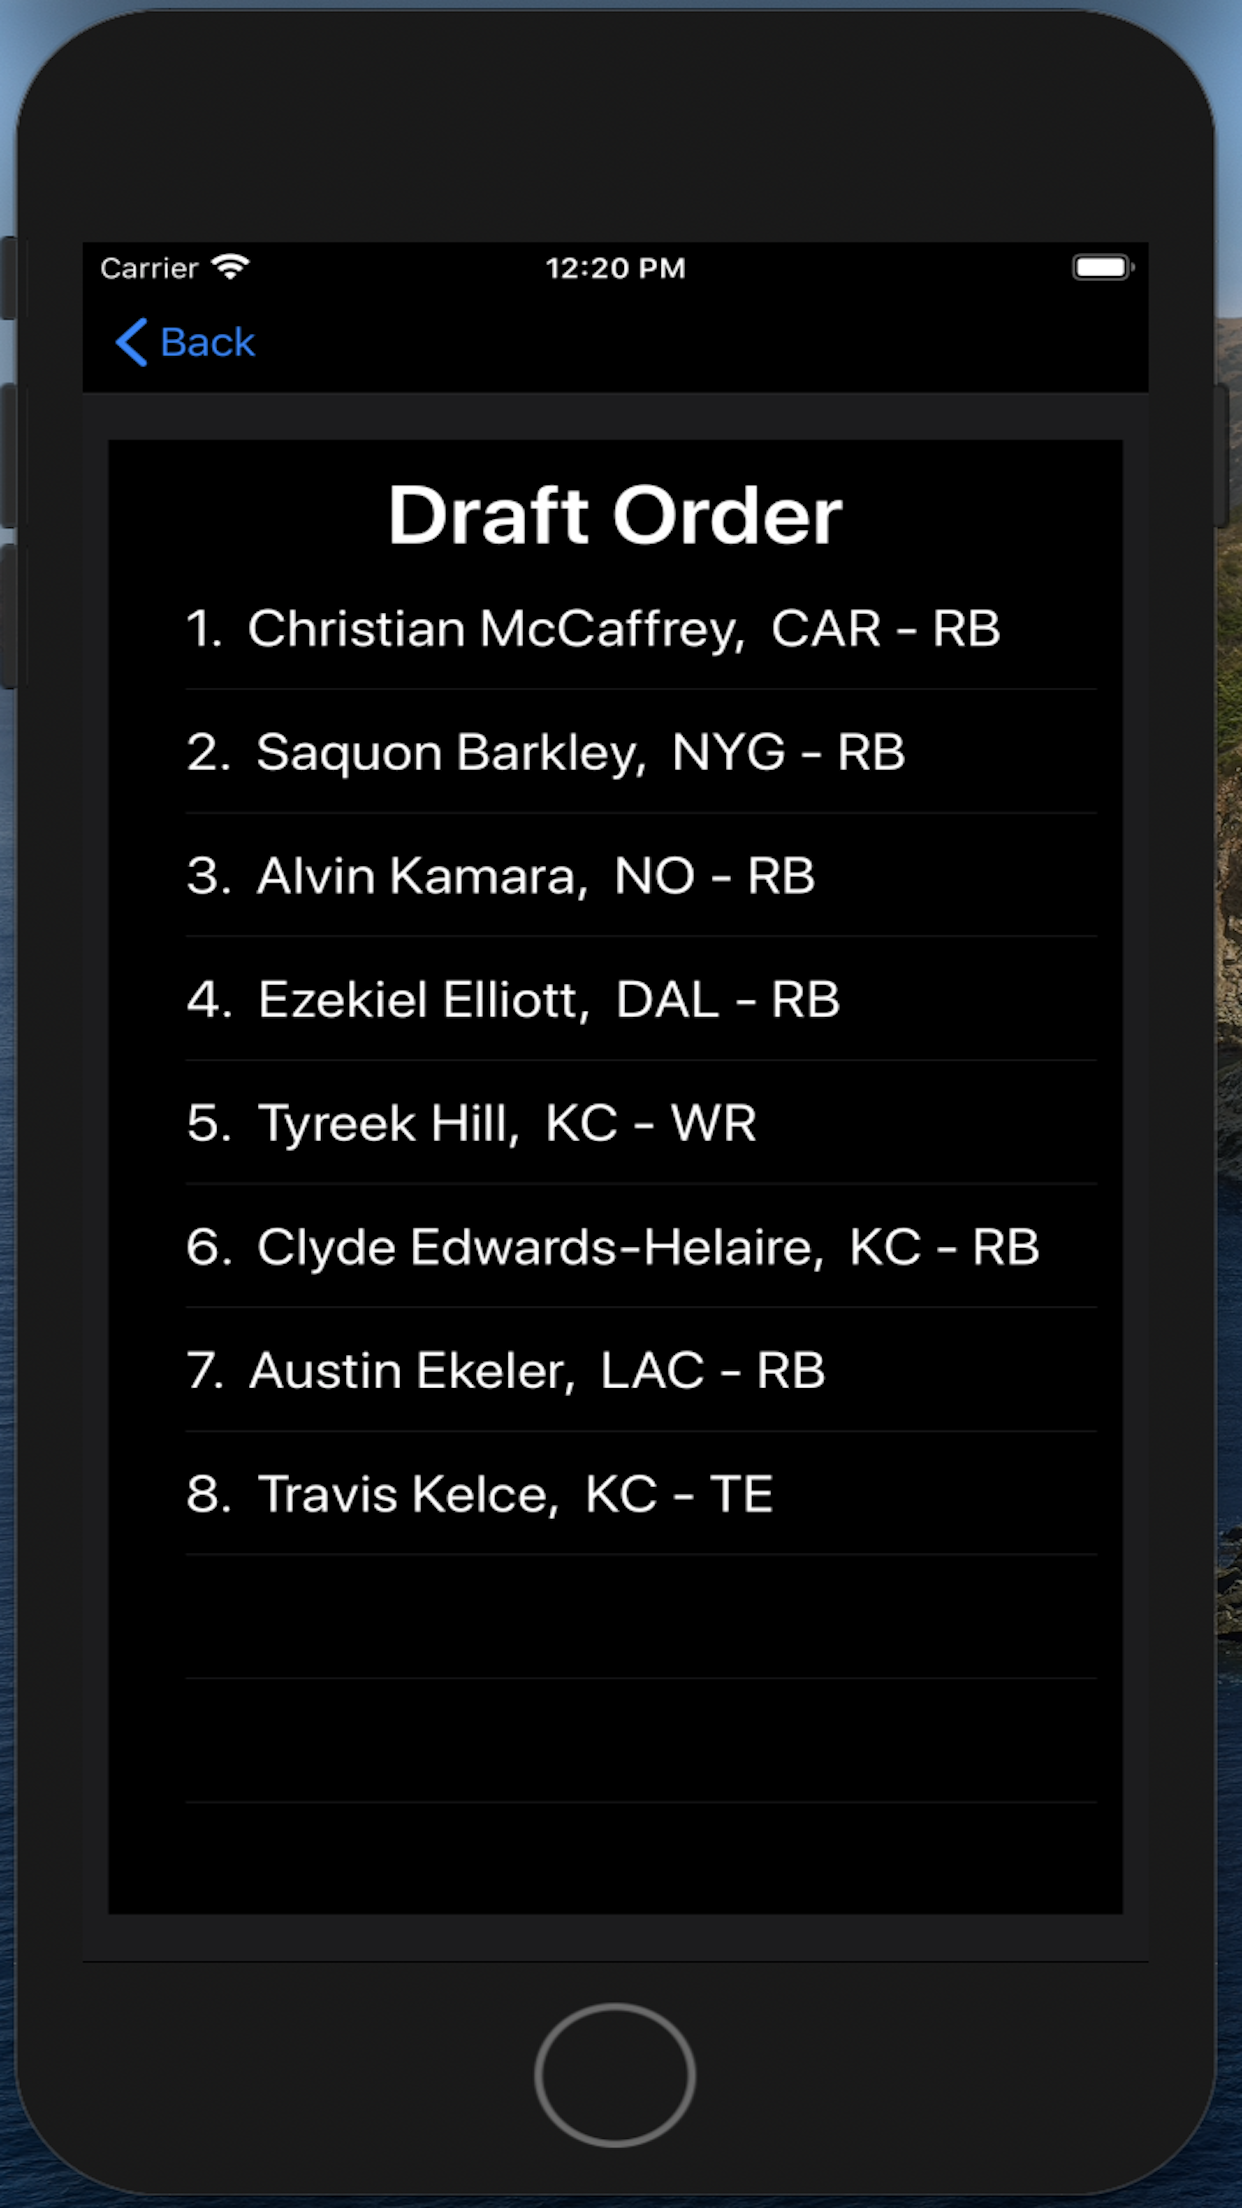 Carrier
12:20 PM
Back
Draft Order
1. Christian McCaffrey, CAR - RB
2. Saquon Barkley, NYG - RB
3. Alvin Kamara, NO - RB
4. Ezekiel Elliott, DAL - RB
5. Tyreek Hill, KC - WR
6. Clyde Edwards-Helaire, KC - RB
7. Austin Ekeler, LAC - RB
8. Travis Kelce, KC - TE